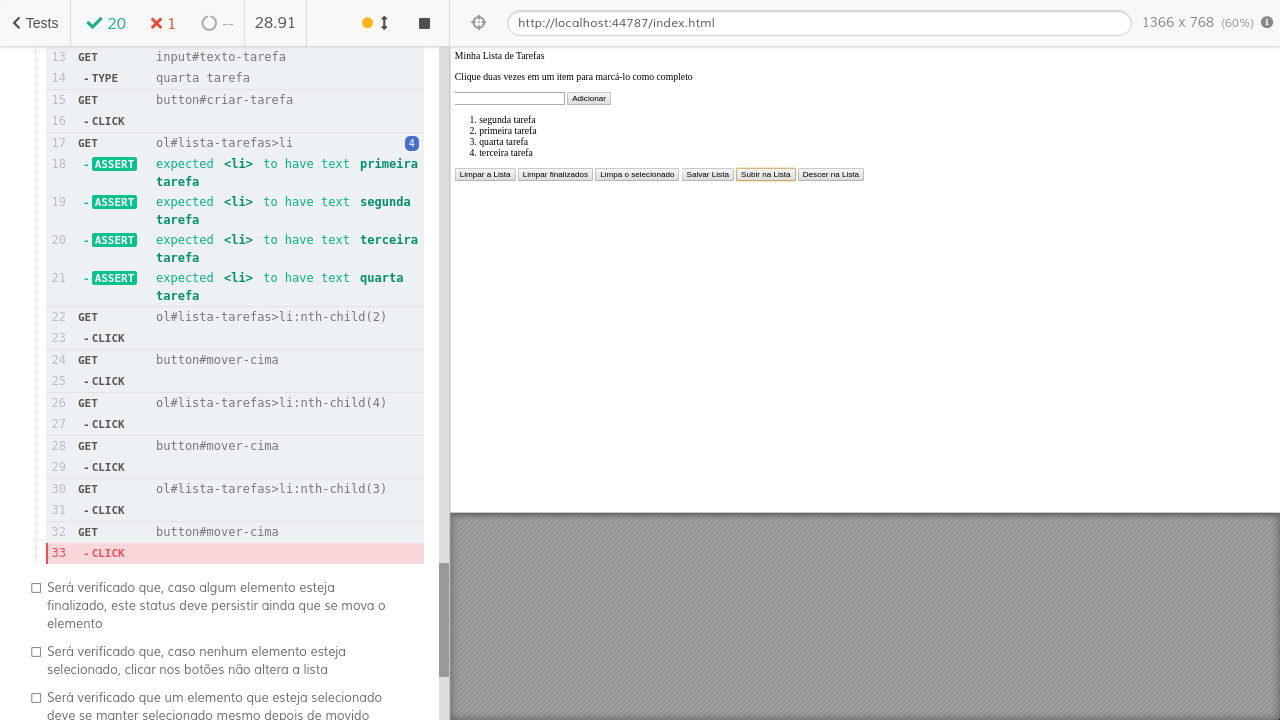 Tests 20 1 -- 28.91 http://localhost:44787/index.html 1366 x 768 (60%)
13 GET input#texto-tarefa
14 -TYPE quarta tarefa
15 GET button#criar-tarefa
16 -CLICK
17 GET ol#lista-tarefas>li 4
18 -ASSERT expected <li> to have text primeira
tarefa
19 -ASSERT expected <li> to have text segunda
tarefa
20 -ASSERT expected <li> to have text terceira
tarefa
21 -ASSERT expected <li> to have text quarta
tarefa
22 GET ol#lista-tarefas>li:nth-child(2)
23 -CLICK
24 GET button#mover-cima
25 -CLICK
26 GET ol#lista-tarefas>li:nth-child(4)
27 -CLICK
28 GET button#mover-cima
29 -CLICK
30 GET ol#lista-tarefas>li:nth-child(3)
31 -CLICK
32 GET button#mover-cima
33 -CLICK
Será verificado que, caso algum elemento esteja
finalizado, este status deve persistir ainda que se mova o
elemento
Será verificado que, caso nenhum elemento esteja
selecionado, clicar nos botões não altera a lista
Será verificado que um elemento que esteja selecionado
deve se manter selecionado mesmo depois de movido
Minha Lista de Tarefas
Clique duas vezes em um item para marcá-lo como completo
Adicionar
1. segunda tarefa
2. primeira tarefa
3. quarta tarefa
4. terceira tarefa
Limpar a Lista Limpar finalizados Limpa o selecionado Salvar Lista Subir na Lista Descer na Lista